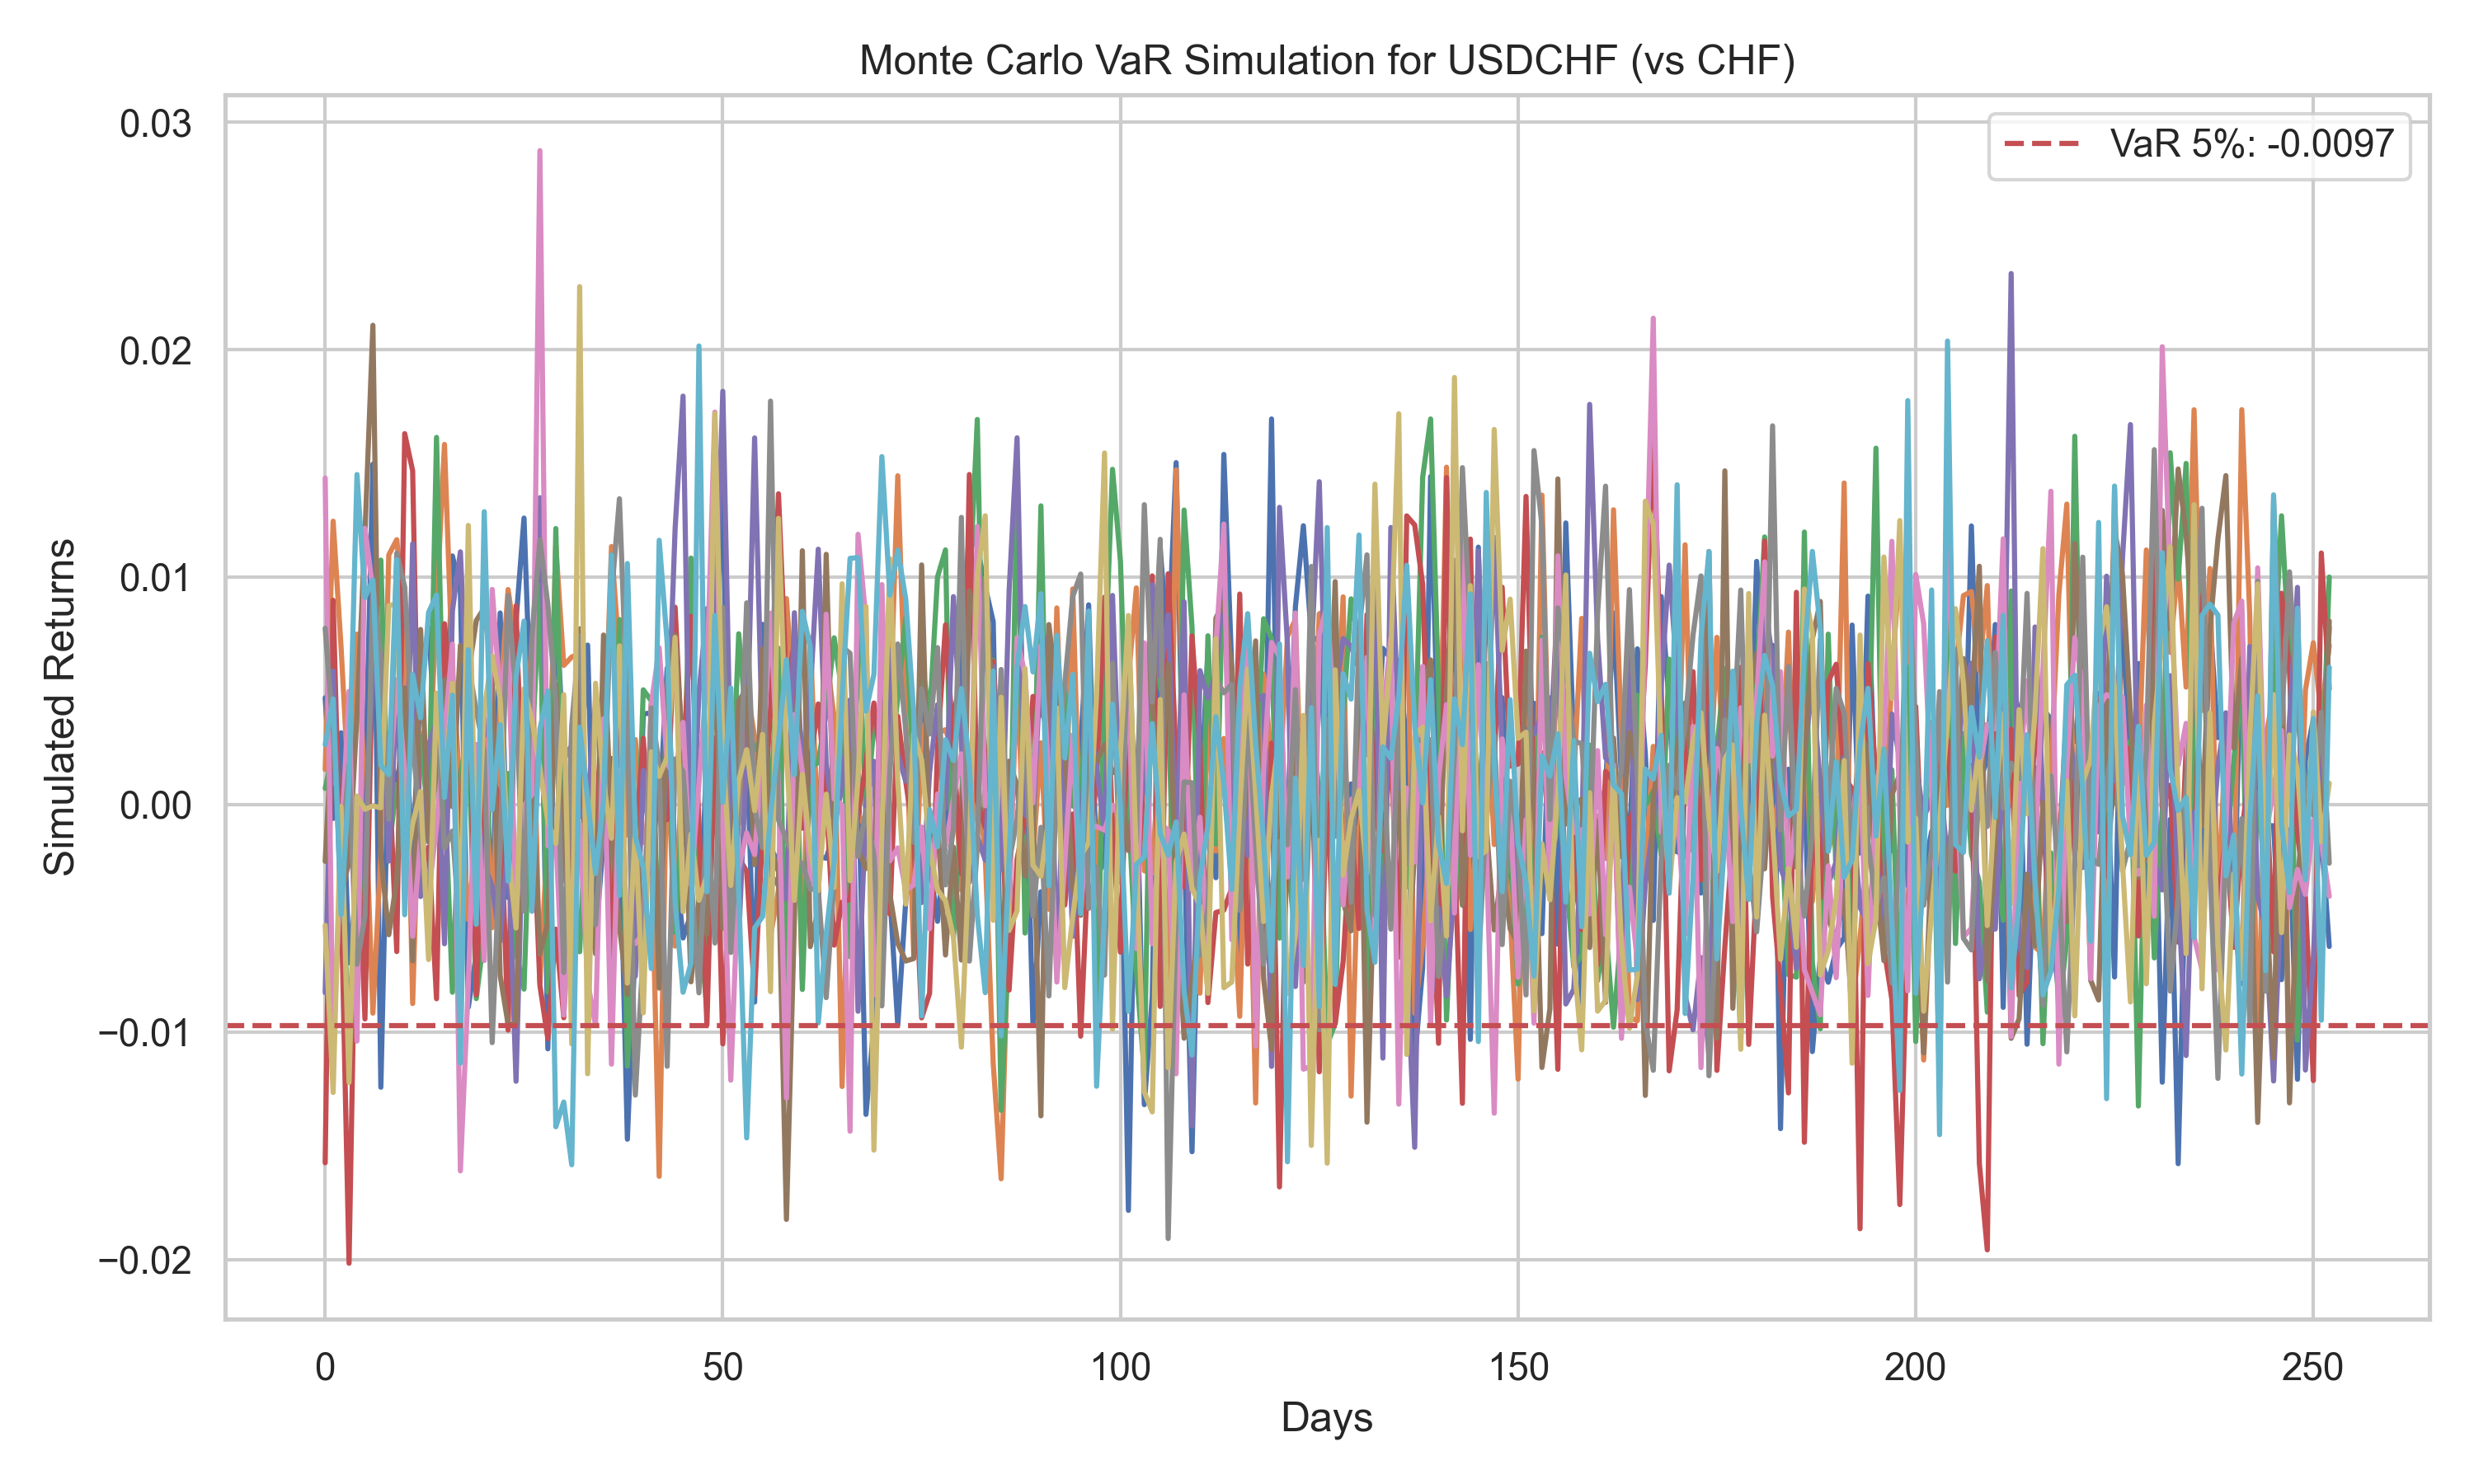 Monte Carlo VaR Simulation for USDCHF (vs CHF)
VaR 5%: -0.0097
0.03
0.02
0.01
0.00
−0.01
−0.02
Simulated Returns
0 50 100 150 200 250
Days